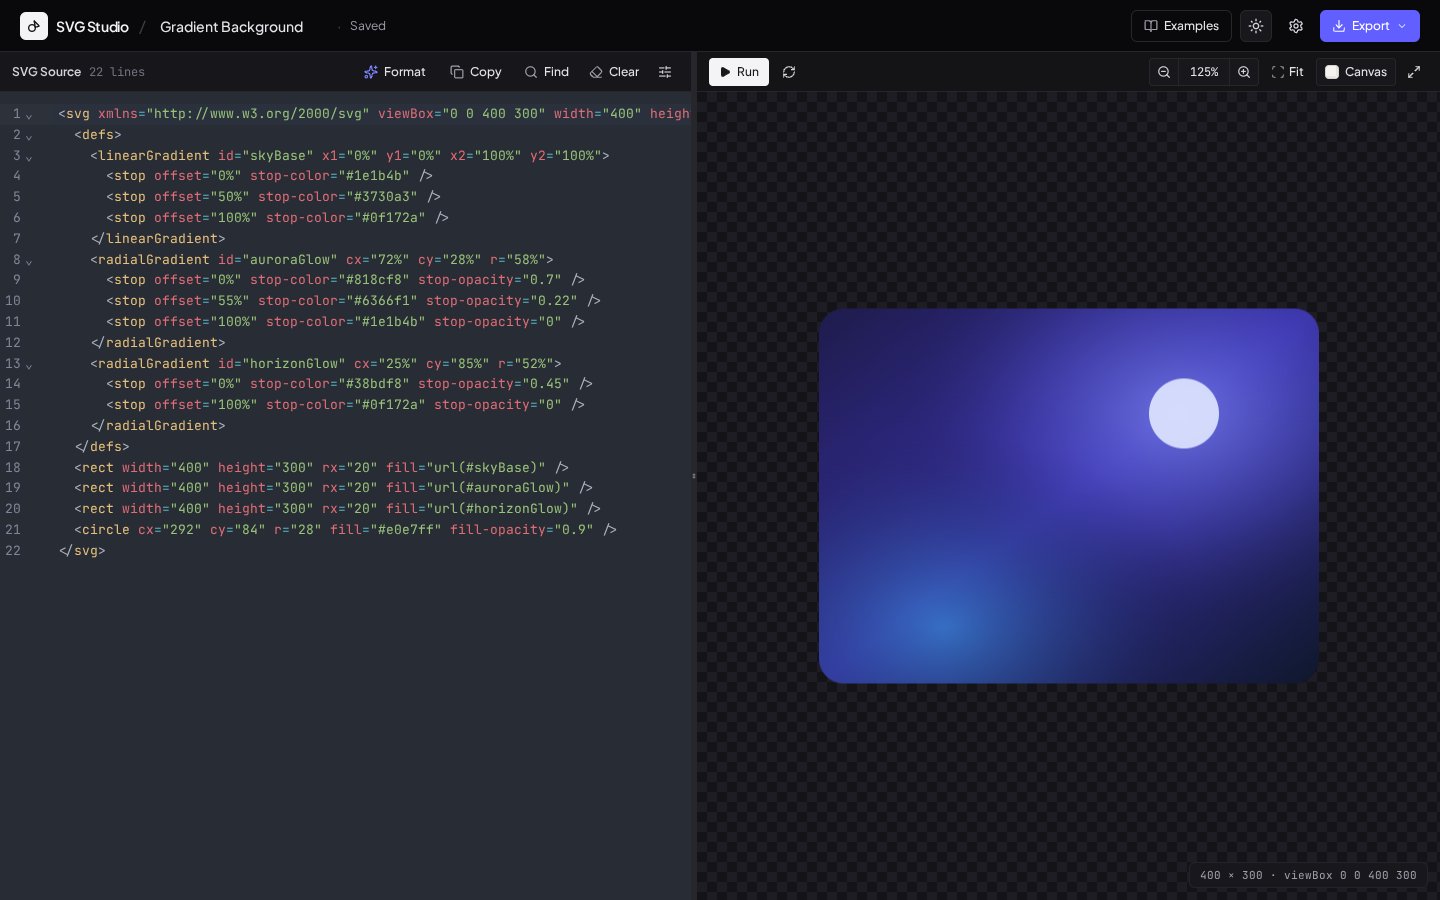 SVG Studio / Gradient Background · Saved
Examples
Export
SVG Source 22 lines
Format Copy Find Clear
Run
125% Fit Canvas
1 <svg xmlns="http://www.w3.org/2000/svg" viewBox="0 0 400 300" width="400" heigh
2 <defs>
3 <linearGradient id="skyBase" x1="0%" y1="0%" x2="100%" y2="100%">
4 <stop offset="0%" stop-color="#1e1b4b" />
5 <stop offset="50%" stop-color="#3730a3" />
6 <stop offset="100%" stop-color="#0f172a" />
7 </linearGradient>
8 <radialGradient id="auroraGlow" cx="72%" cy="28%" r="58%">
9 <stop offset="0%" stop-color="#818cf8" stop-opacity="0.7" />
10 <stop offset="55%" stop-color="#6366f1" stop-opacity="0.22" />
11 <stop offset="100%" stop-color="#1e1b4b" stop-opacity="0" />
12 </radialGradient>
13 <radialGradient id="horizonGlow" cx="25%" cy="85%" r="52%">
14 <stop offset="0%" stop-color="#38bdf8" stop-opacity="0.45" />
15 <stop offset="100%" stop-color="#0f172a" stop-opacity="0" />
16 </radialGradient>
17 </defs>
18 <rect width="400" height="300" rx="20" fill="url(#skyBase)" />
19 <rect width="400" height="300" rx="20" fill="url(#auroraGlow)" />
20 <rect width="400" height="300" rx="20" fill="url(#horizonGlow)" />
21 <circle cx="292" cy="84" r="28" fill="#e0e7ff" fill-opacity="0.9" />
22 </svg>
400 × 300 · viewBox 0 0 400 300